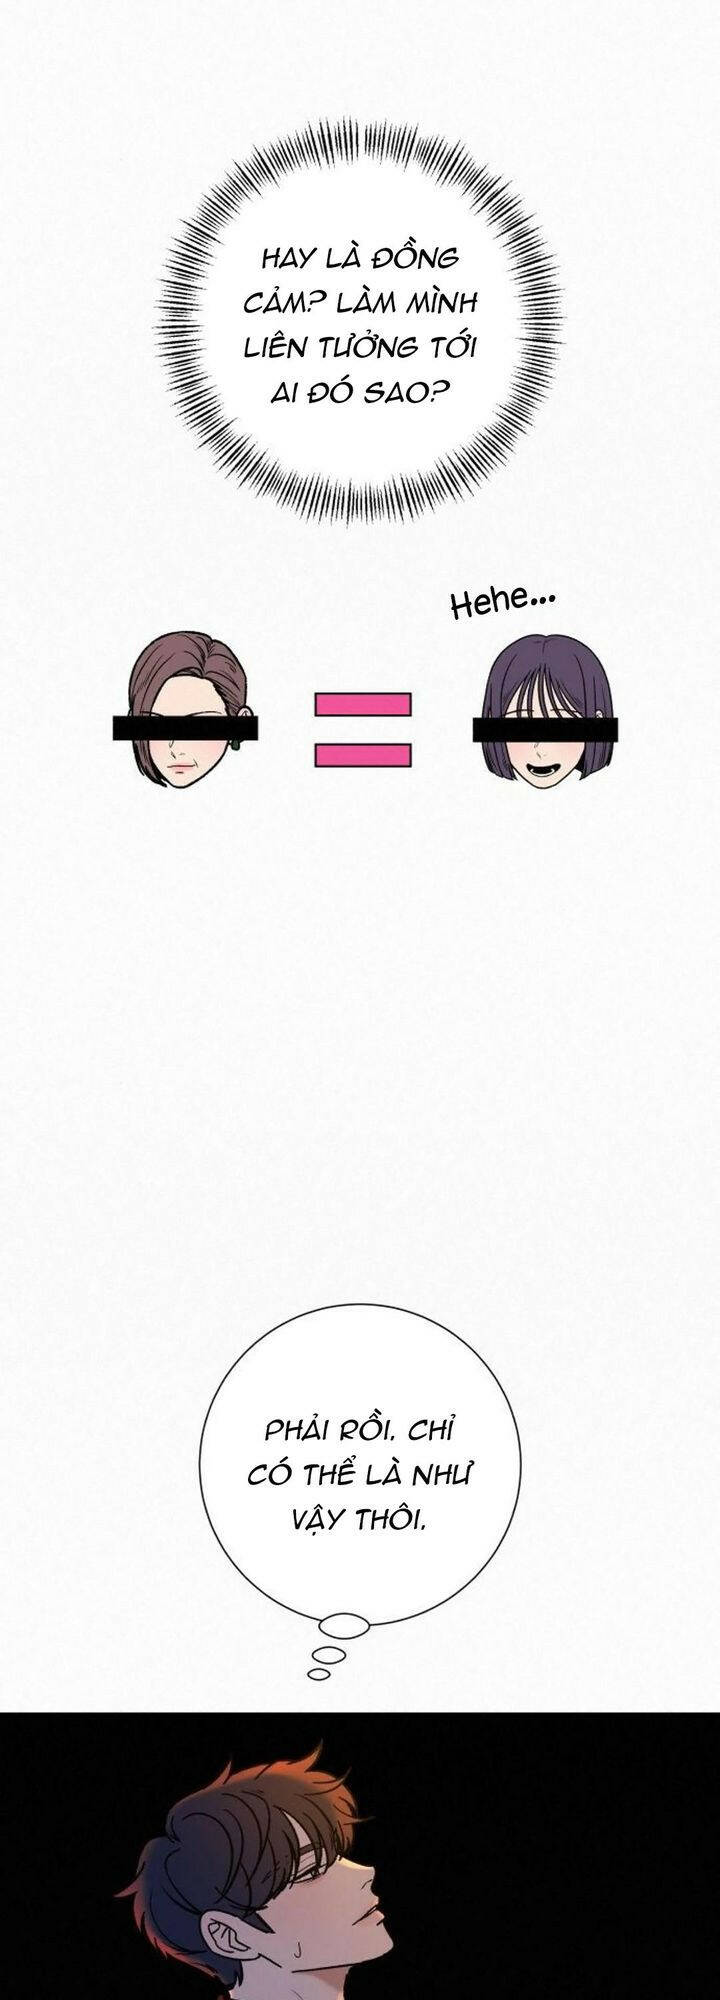 HAY LÀ ĐỒNG
CẢM? LÀM MÌNH
LIÊN TƯỞNG TỚI
AI ĐÓ SAO?
Hehe...
PHẢI RỒI. CHỈ
CÓ THỂ LÀ NHƯ
VẬY THÔI.